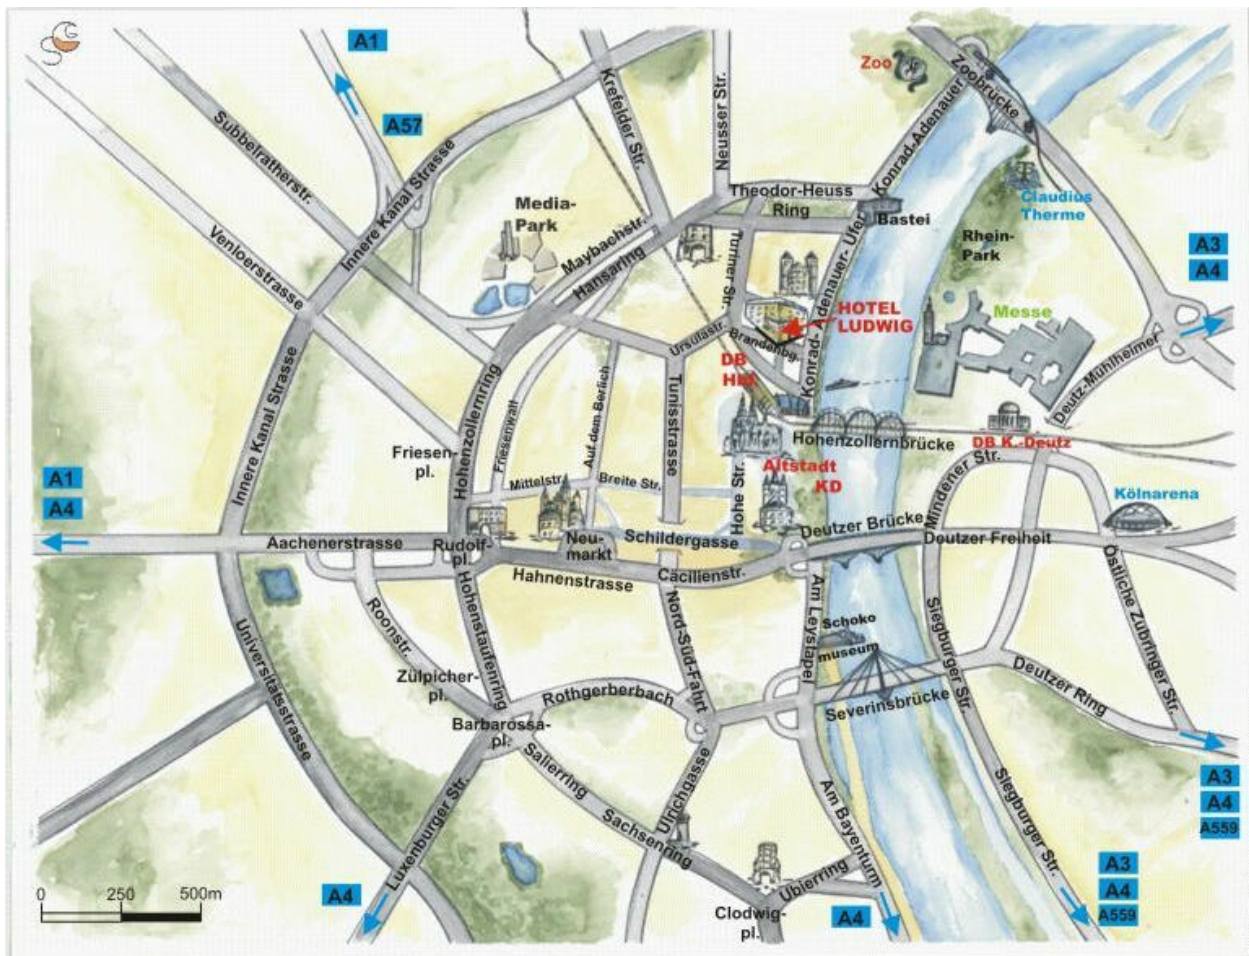 A1
A57
Zoo
Zoobrücke
Konrad-Adenauer
Krefelder Str.
Neusser Str.
Subbelratherstr.
Innere Kanal Strasse
Venloerstrasse
Media-
Park
Maybachstr.
Hansaring
Theodor-Heuss
Ring
Bastei
Claudius
Therme
Rhein-
Park
A3
A4
Turiner Str.
Konrad-Adenauer-Ufer
HOTEL
LUDWIG
Messe
Ursulastr.
Brandenbg.
DB
Hbf
Deutz-Mülheimer
Innere Kanal Strasse
Hohenzollernring
Friesenwall
Auf dem Berlich
Tunisstrasse
Friesen-
pl.
Hohenzollernbrücke
DB K.-Deutz
Altstadt
KD
Mindener Str.
A1
A4
Mittelstr.
Breite Str.
Hohe Str.
Kölnarena
Aachenerstrasse
Rudolf-
pl.
Neu-
markt
Schildergasse
Deutzer Brücke
Deutzer Freiheit
Hahnenstrasse
Cäcilienstr.
Östliche Zubringer Str.
Roonstr.
Hohenstaufenring
Nord-Süd-Fahrt
Am Leystapel
Schoko
museum
Siegburger Str.
Universitätsstrasse
Zülpicher-
pl.
Rothgerberbach
Severinsbrücke
Deutzer Ring
Barbarossa-
pl.
Salierring
Ulrichgasse
Luxenburger Str.
Sachsenring
Am Bayenturm
Siegburger Str.
A3
A4
A559
0 250 500m
A4
Ubierring
Clodwig-
pl.
A4
A3
A4
A559